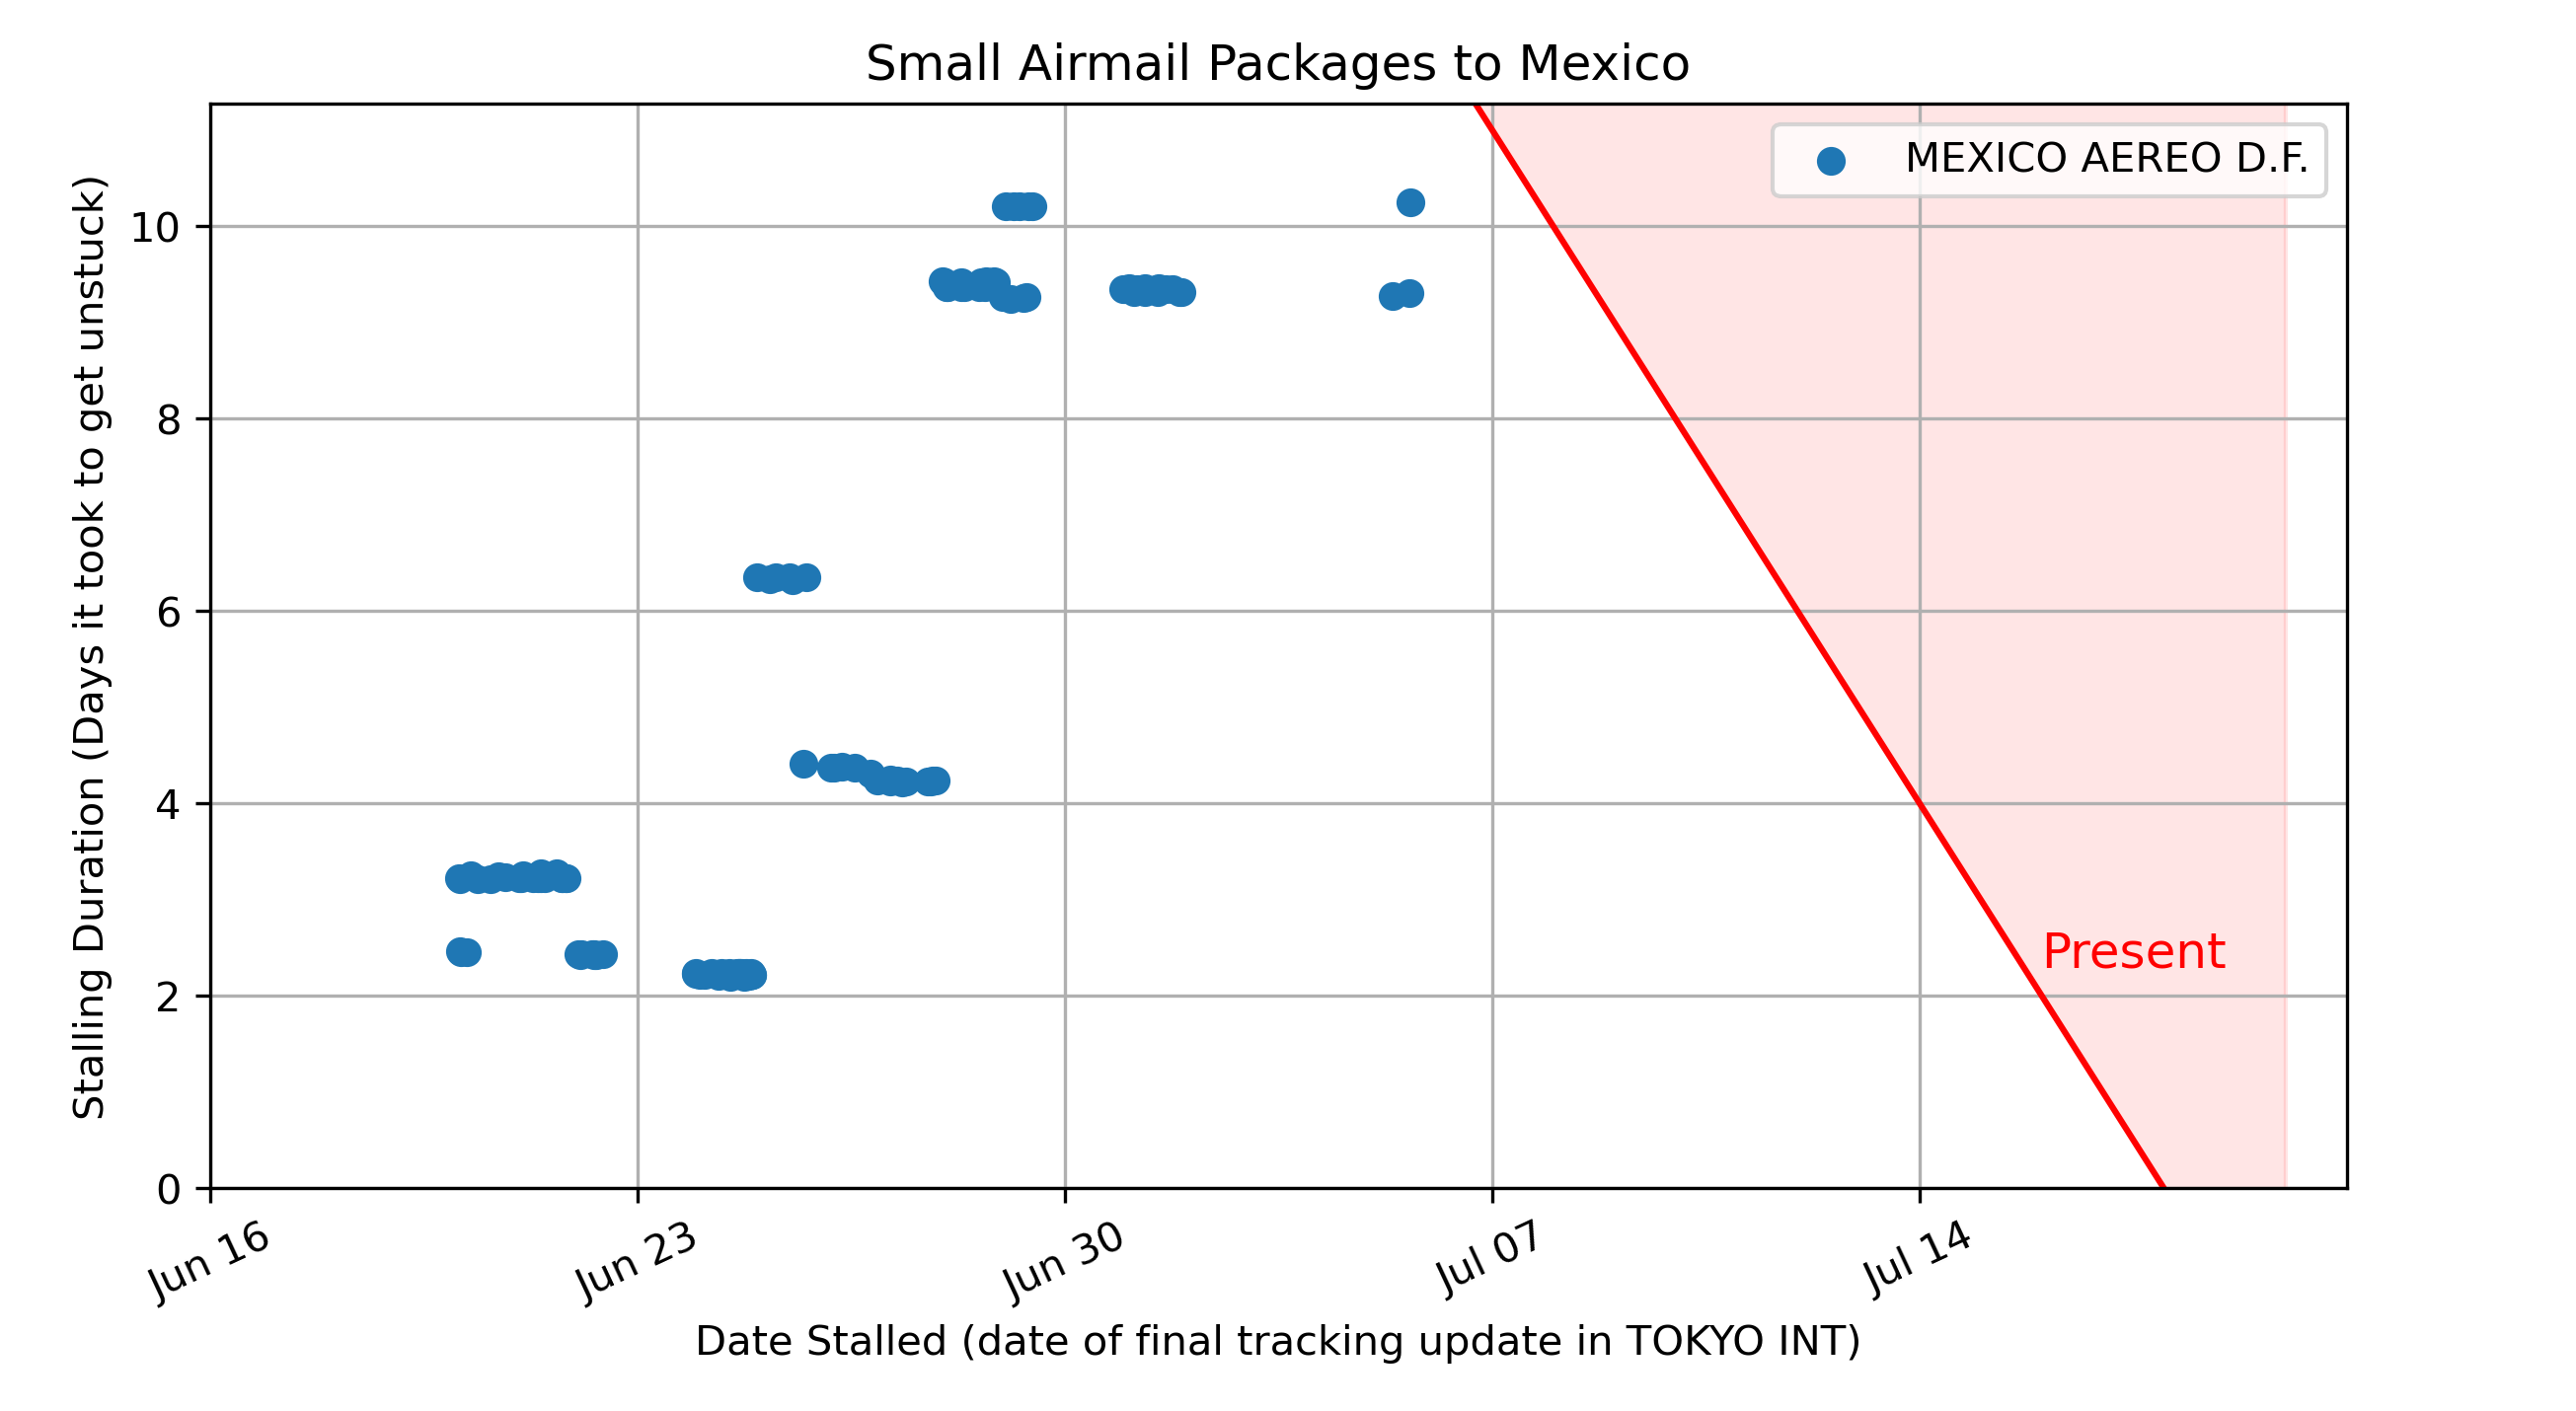 Small Airmail Packages to Mexico
MEXICO AEREO D.F.
Stalling Duration (Days it took to get unstuck)
10
8
6
4
2
0
Present
Jun 16
Jun 23
Jun 30
Jul 07
Jul 14
Date Stalled (date of final tracking update in TOKYO INT)